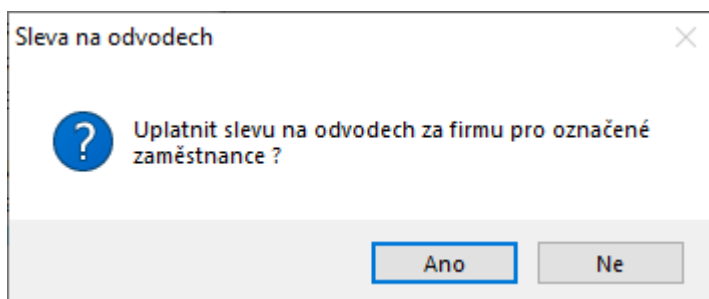 Sleva na odvodech
Uplatnit slevu na odvodech za firmu pro označené
zaměstnance ?
Ano
Ne